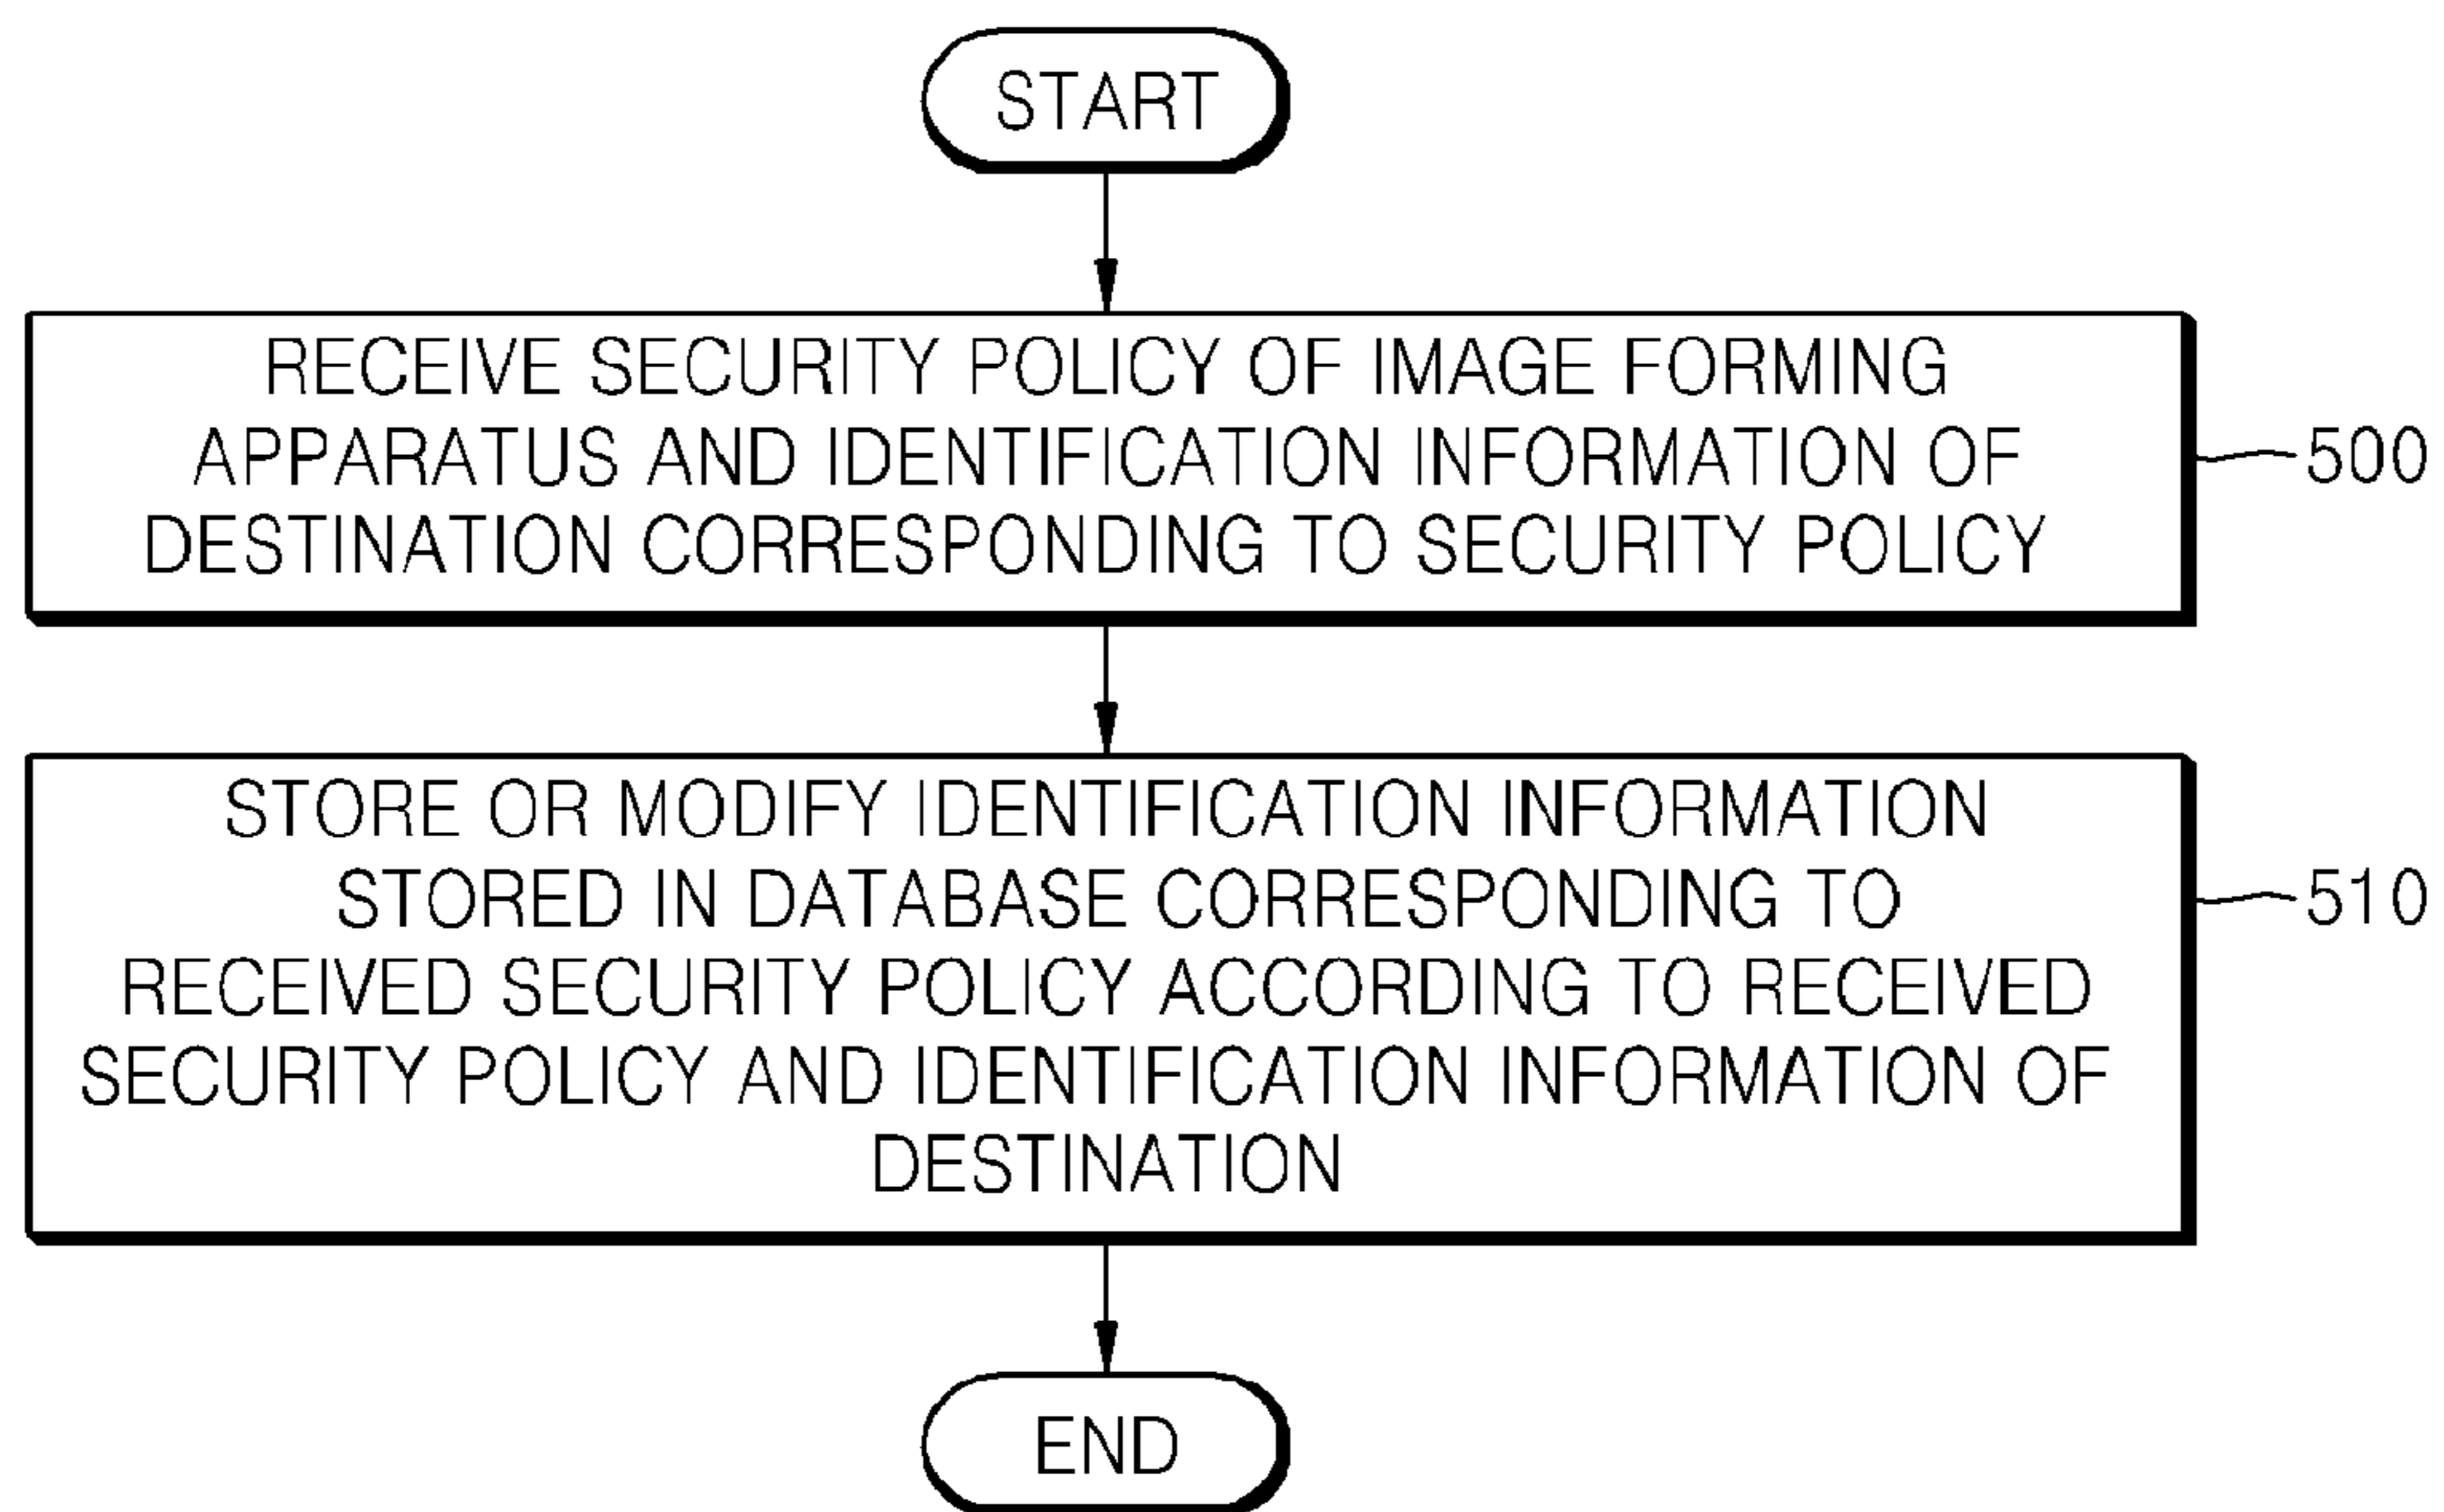 START
RECEIVE SECURITY POLICY OF IMAGE FORMING
APPARATUS AND IDENTIFICATION INFORMATION OF
DESTINATION CORRESPONDING TO SECURITY POLICY
500
STORE OR MODIFY IDENTIFICATION INFORMATION
STORED IN DATABASE CORRESPONDING TO
RECEIVED SECURITY POLICY ACCORDING TO RECEIVED
SECURITY POLICY AND IDENTIFICATION INFORMATION OF
DESTINATION
510
END